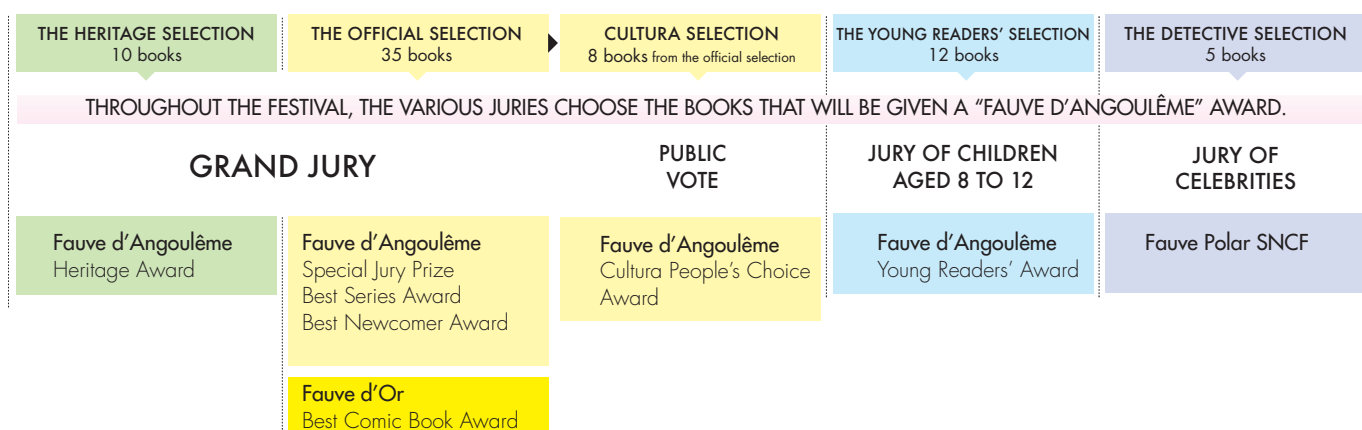 THE HERITAGE SELECTION
10 books
THE OFFICIAL SELECTION
35 books
CULTURA SELECTION
8 books from the official selection
THE YOUNG READERS’ SELECTION
12 books
THE DETECTIVE SELECTION
5 books
THROUGHOUT THE FESTIVAL, THE VARIOUS JURIES CHOOSE THE BOOKS THAT WILL BE GIVEN A “FAUVE D’ANGOULÊME” AWARD.
GRAND JURY
PUBLIC
VOTE
JURY OF CHILDREN
AGED 8 TO 12
JURY OF
CELEBRITIES
Fauve d’Angoulême
Heritage Award
Fauve d’Angoulême
Special Jury Prize
Best Series Award
Best Newcomer Award
Fauve d’Or
Best Comic Book Award
Fauve d’Angoulême
Cultura People’s Choice
Award
Fauve d’Angoulême
Young Readers’ Award
Fauve Polar SNCF